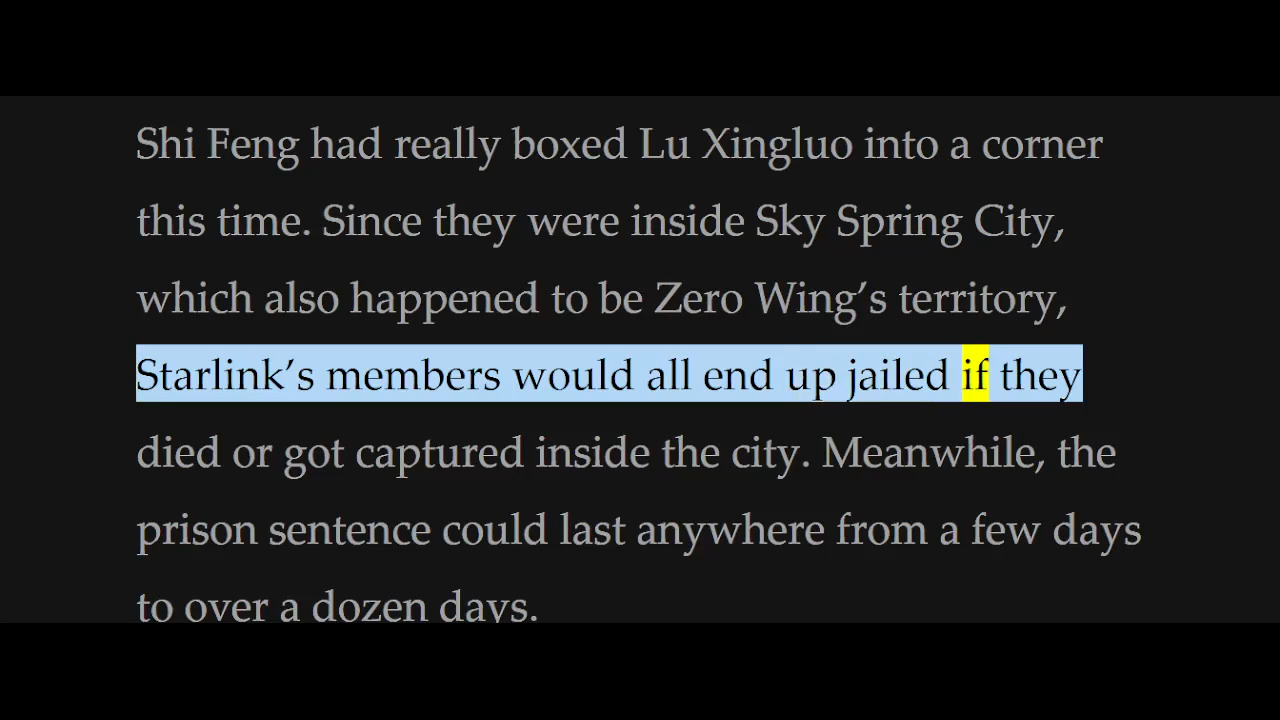 Shi Feng had really boxed Lu Xingluo into a corner
this time. Since they were inside Sky Spring City,
which also happened to be Zero Wing’s territory,
Starlink’s members would all end up jailed if they
died or got captured inside the city. Meanwhile, the
prison sentence could last anywhere from a few days
to over a dozen days.